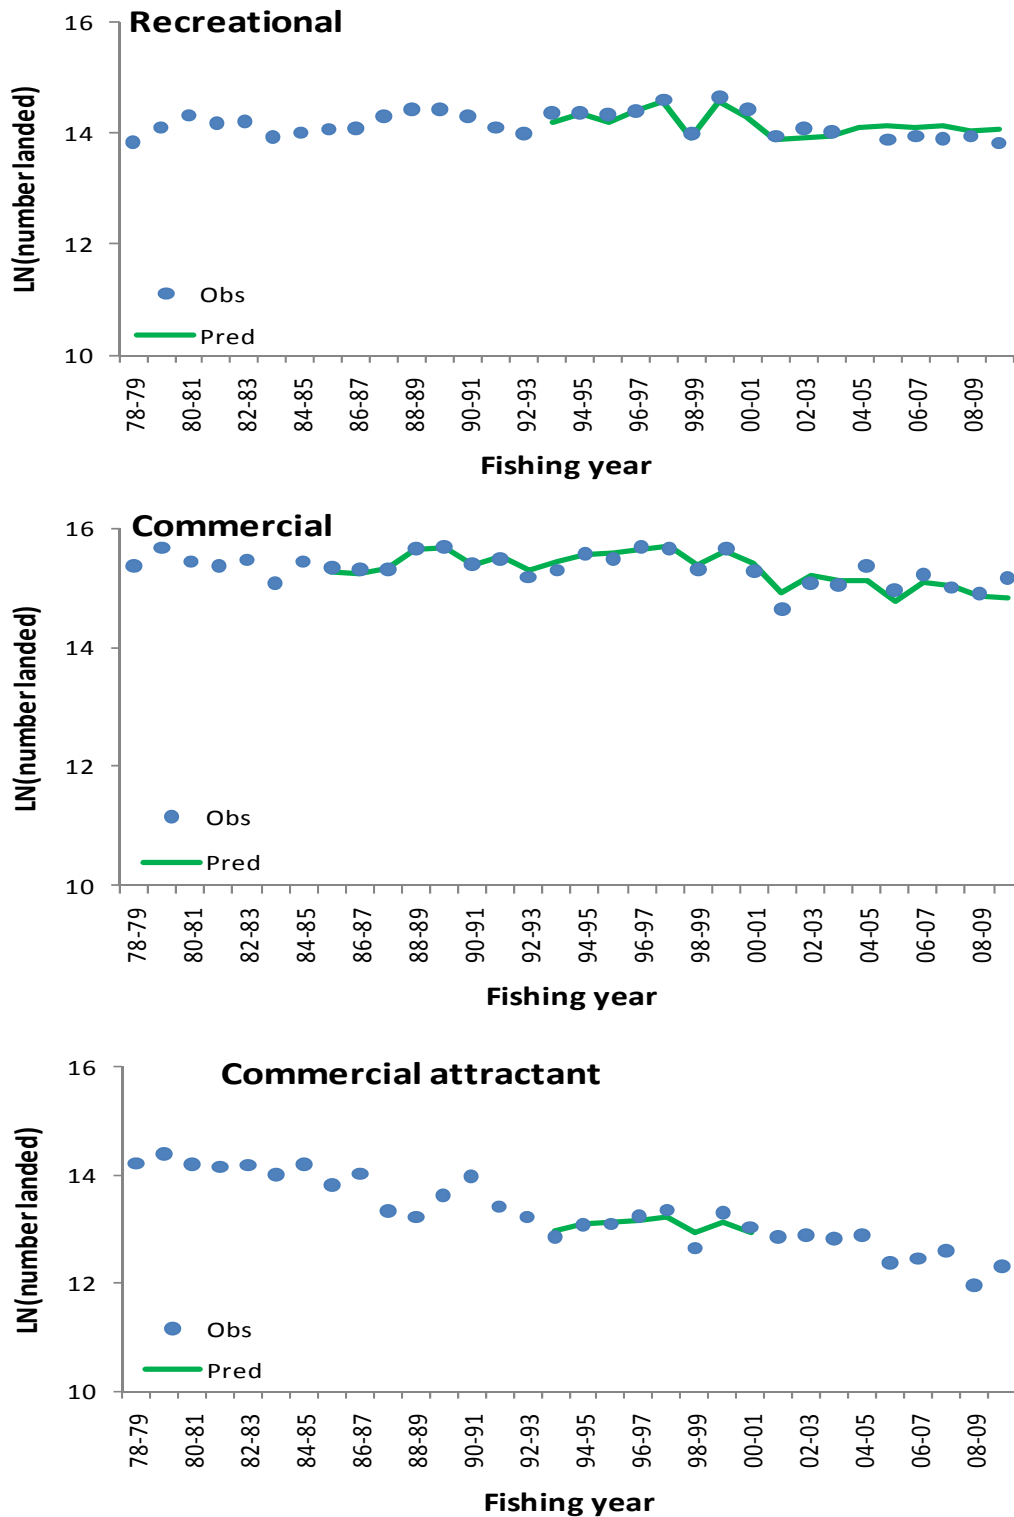 Recreational
16
14
12
10
LN(number landed)
Obs
Pred
78-79 80-81 82-83 84-85 86-87 88-89 90-91 92-93 94-95 96-97 98-99 00-01 02-03 04-05 06-07 08-09
Fishing year
Commercial
16
14
12
10
LN(number landed)
Obs
Pred
78-79 80-81 82-83 84-85 86-87 88-89 90-91 92-93 94-95 96-97 98-99 00-01 02-03 04-05 06-07 08-09
Fishing year
Commercial attractant
16
14
12
10
LN(number landed)
Obs
Pred
78-79 80-81 82-83 84-85 86-87 88-89 90-91 92-93 94-95 96-97 98-99 00-01 02-03 04-05 06-07 08-09
Fishing year